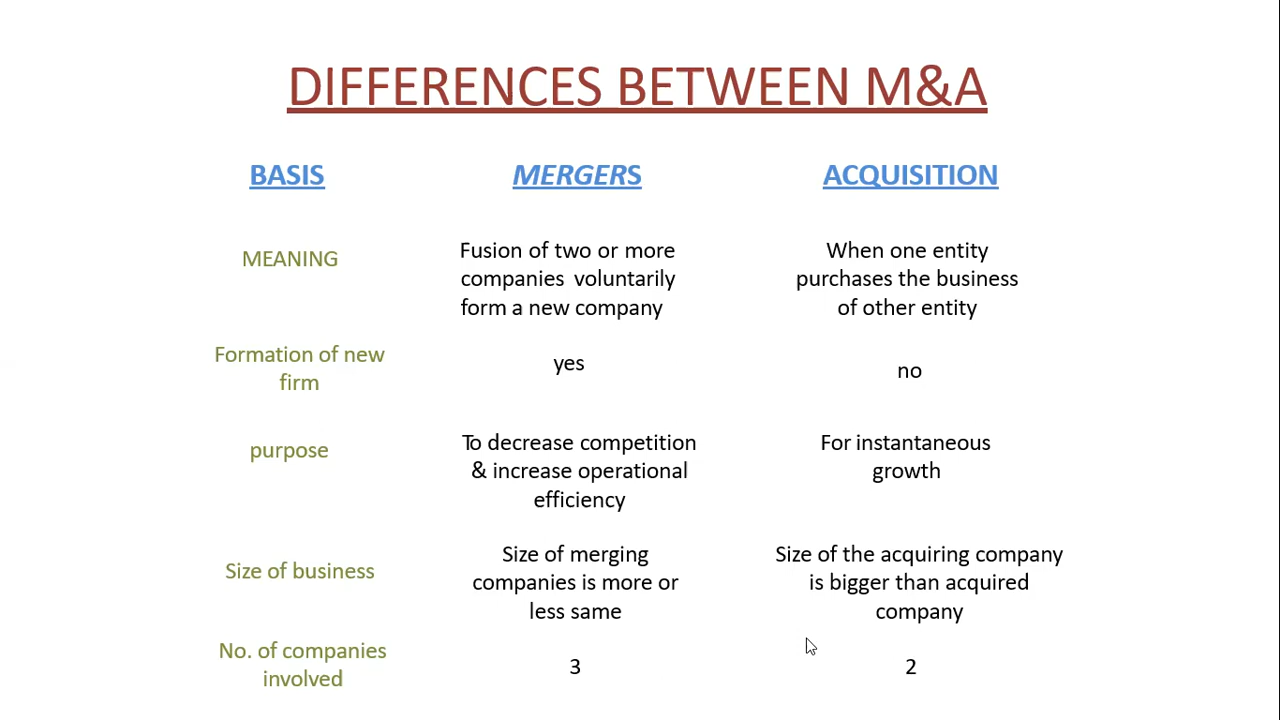 DIFFERENCES BETWEEN M&A
BASIS
MERGERS
ACQUISITION
MEANING
Fusion of two or more
companies voluntarily
form a new company
When one entity
purchases the business
of other entity
Formation of new
firm
yes
no
purpose
To decrease competition
& increase operational
efficiency
For instantaneous
growth
Size of business
Size of merging
companies is more or
less same
Size of the acquiring company
is bigger than acquired
company
No. of companies
involved
3
2